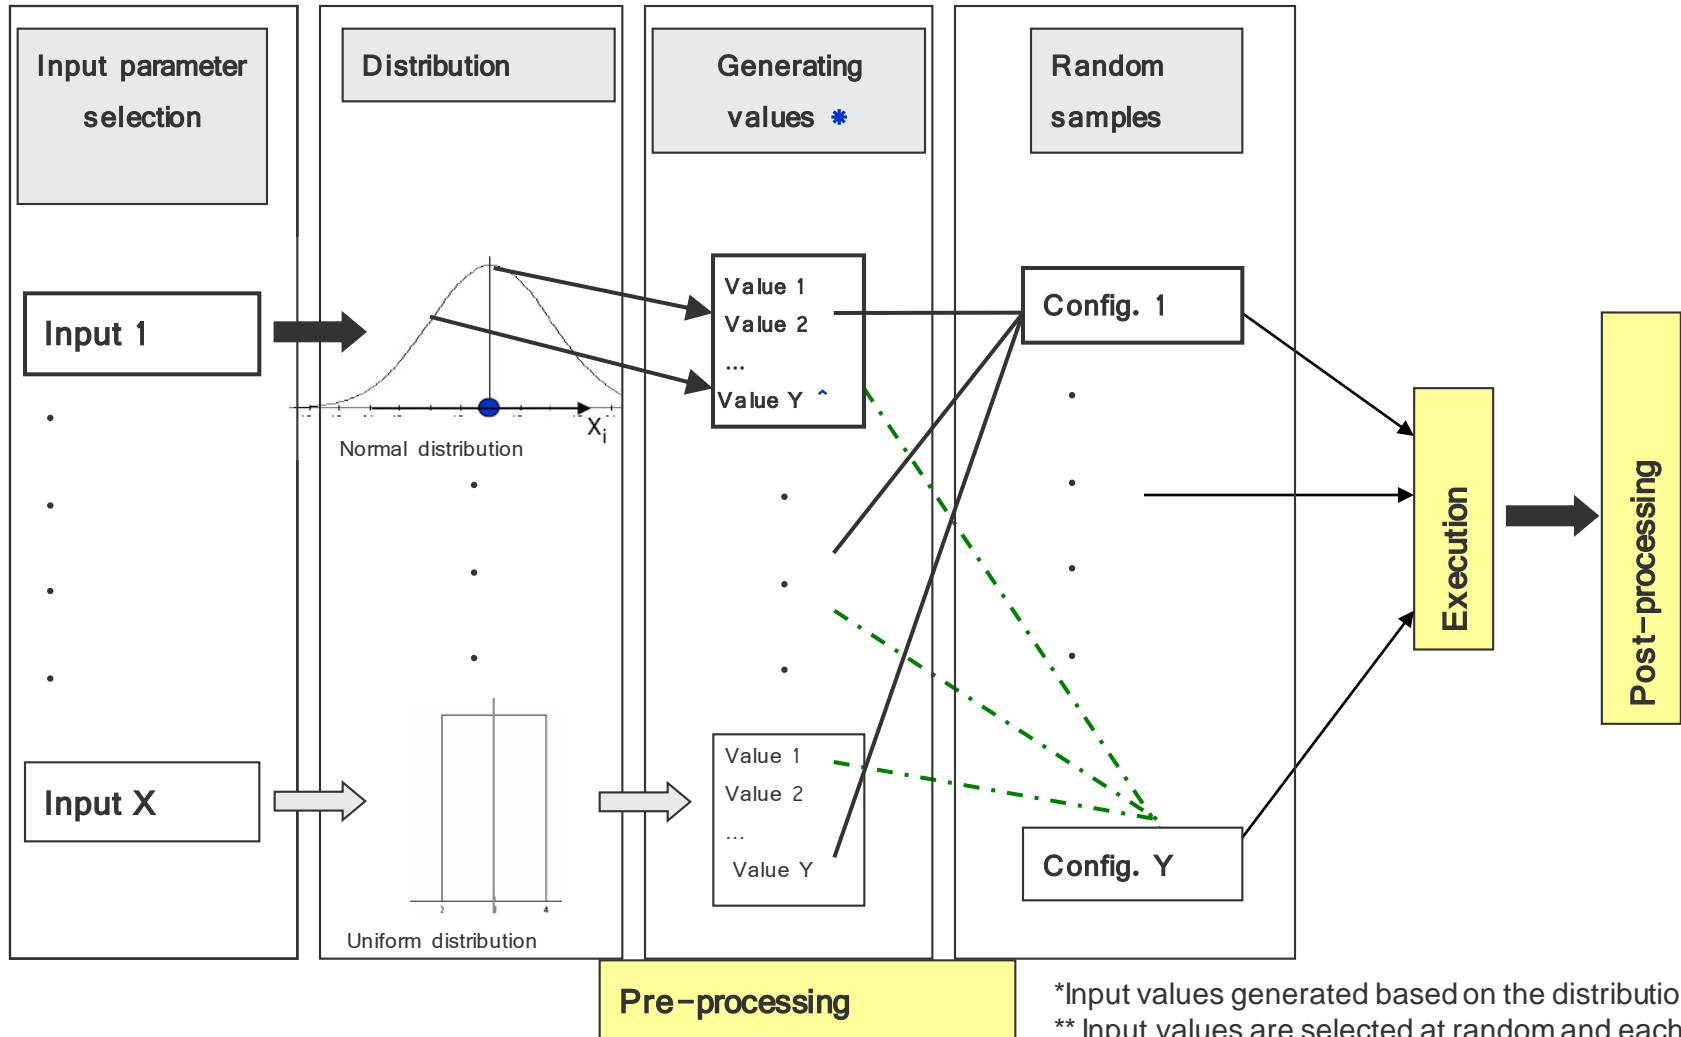 Input parameter
selection
Distribution
Generating
values *
Random
samples
Input 1
Xi
Normal distribution
Value 1
Value 2
...
Value Y ^
Config. 1
Input X
2
4
Uniform distribution
Value 1
Value 2
...
Value Y
Config. Y
Execution
Post-processing
Pre-processing
*Input values generated based on the distributio
** Input values are selected at random and each